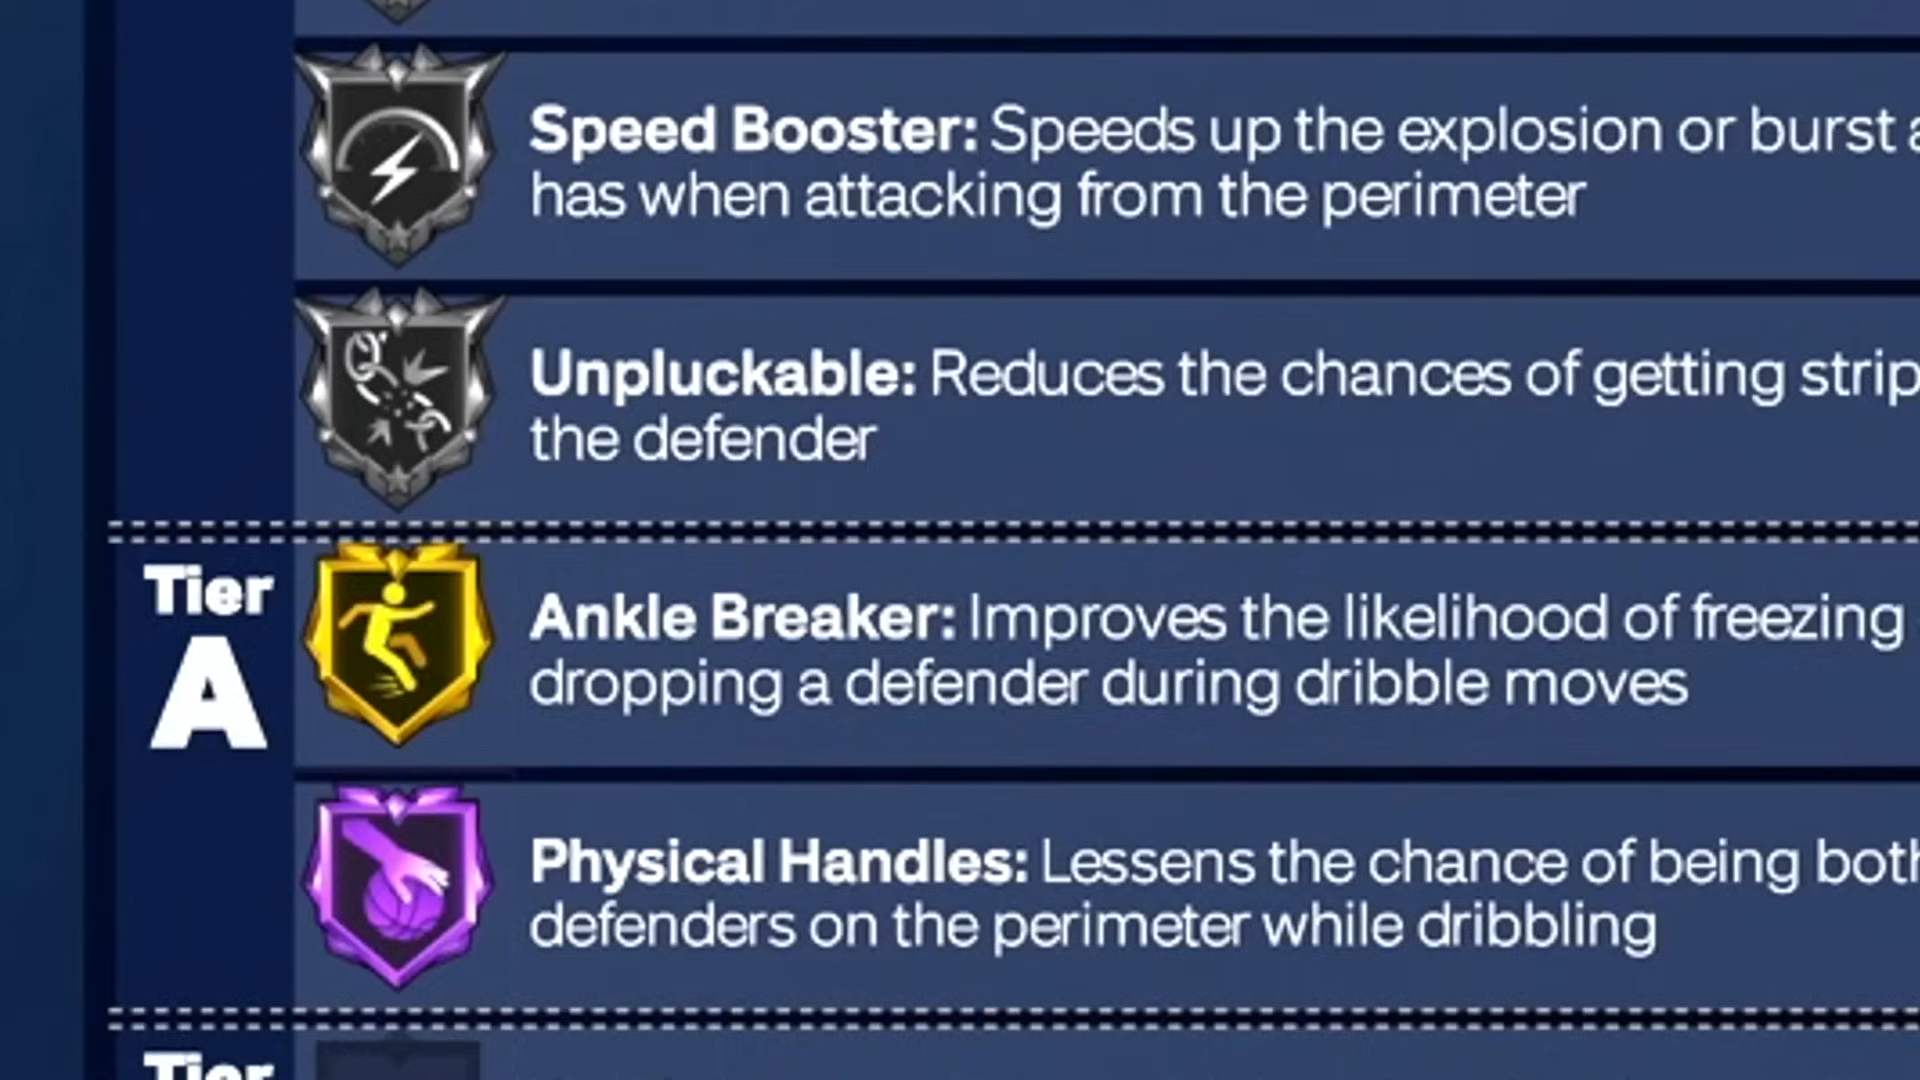 Speed Booster: Speeds up the explosion or burst
has when attacking from the perimeter
Unpluckable: Reduces the chances of getting
the defender
Tier
A
Ankle Breaker: Improves the likelihood of freezing
dropping a defender during dribble moves
Physical Handles: Lessens the chance of being
defenders on the perimeter while dribbling
Tier